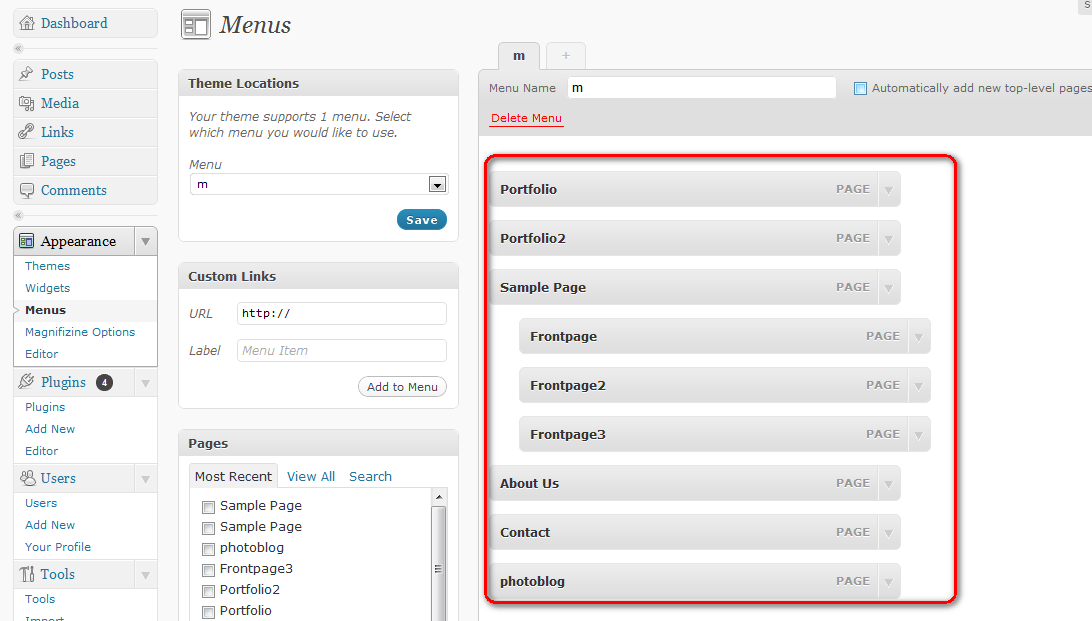 Dashboard
Posts
Media
Links
Pages
Comments
Appearance
Themes
Widgets
Menus
Magnifizine Options
Editor
Plugins 4
Plugins
Add New
Editor
Users
Users
Add New
Your Profile
Tools
Tools
Menus
Theme Locations
Your theme supports 1 menu. Select
which menu you would like to use.
Menu
m
Save
Custom Links
URL http://
Label Menu Item
Add to Menu
Pages
Most Recent View All Search
Sample Page
Sample Page
photoblog
Frontpage3
Portfolio2
Portfolio
m +
Menu Name m Automatically add new top-level pages
Delete Menu
Portfolio PAGE
Portfolio2 PAGE
Sample Page PAGE
Frontpage PAGE
Frontpage2 PAGE
Frontpage3 PAGE
About Us PAGE
Contact PAGE
photoblog PAGE